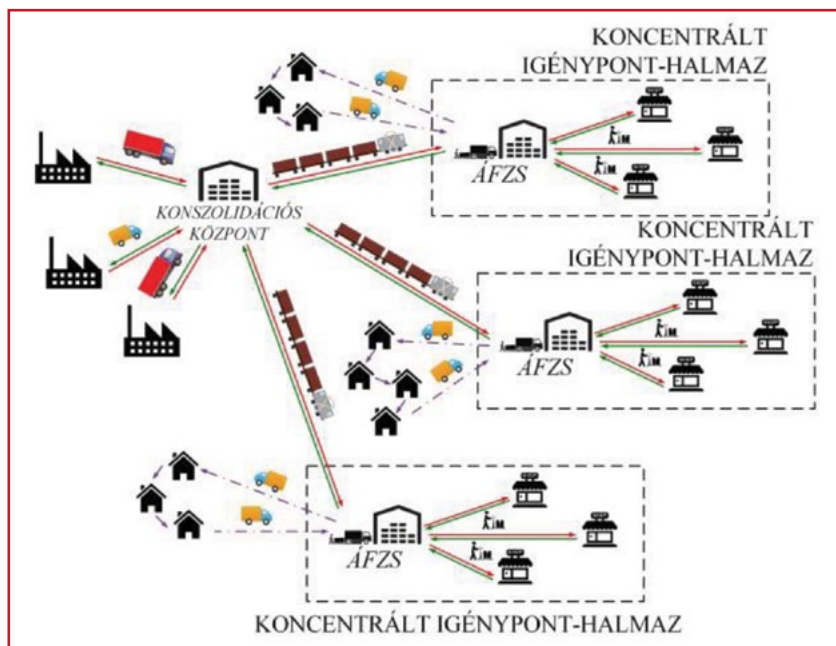 KONCENTRÁLT
IGÉNYPONT-HALMAZ
ÁFZS
KONSZOLIDÁCIÓS
KÖZPONT
KONCENTRÁLT
IGÉNYPONT-HALMAZ
ÁFZS
ÁFZS
KONCENTRÁLT IGÉNYPONT-HALMAZ